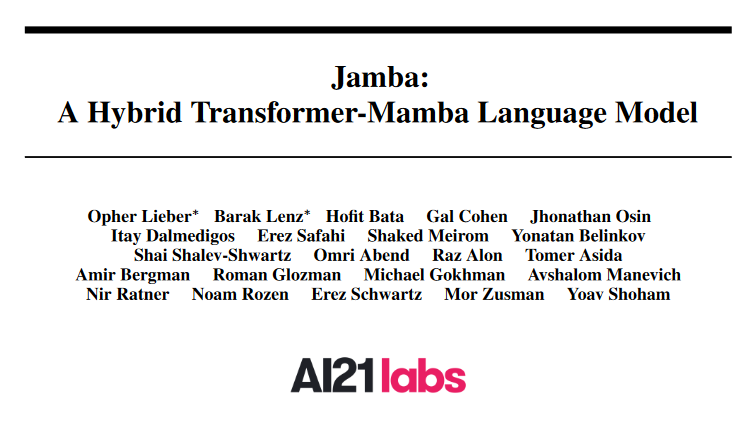 Jamba:
A Hybrid Transformer-Mamba Language Model
Opher Lieber* Barak Lenz* Hofit Bata Gal Cohen Jhonathan Osin
Itay Dalmedigos Erez Safahi Shaked Meirom Yonatan Belinkov
Shai Shalev-Shwartz Omri Abend Raz Alon Tomer Asida
Amir Bergman Roman Glozman Michael Gokhman Avshalom Manevich
Nir Ratner Noam Rozen Erez Schwartz Mor Zusman Yoav Shoham
AI21labs